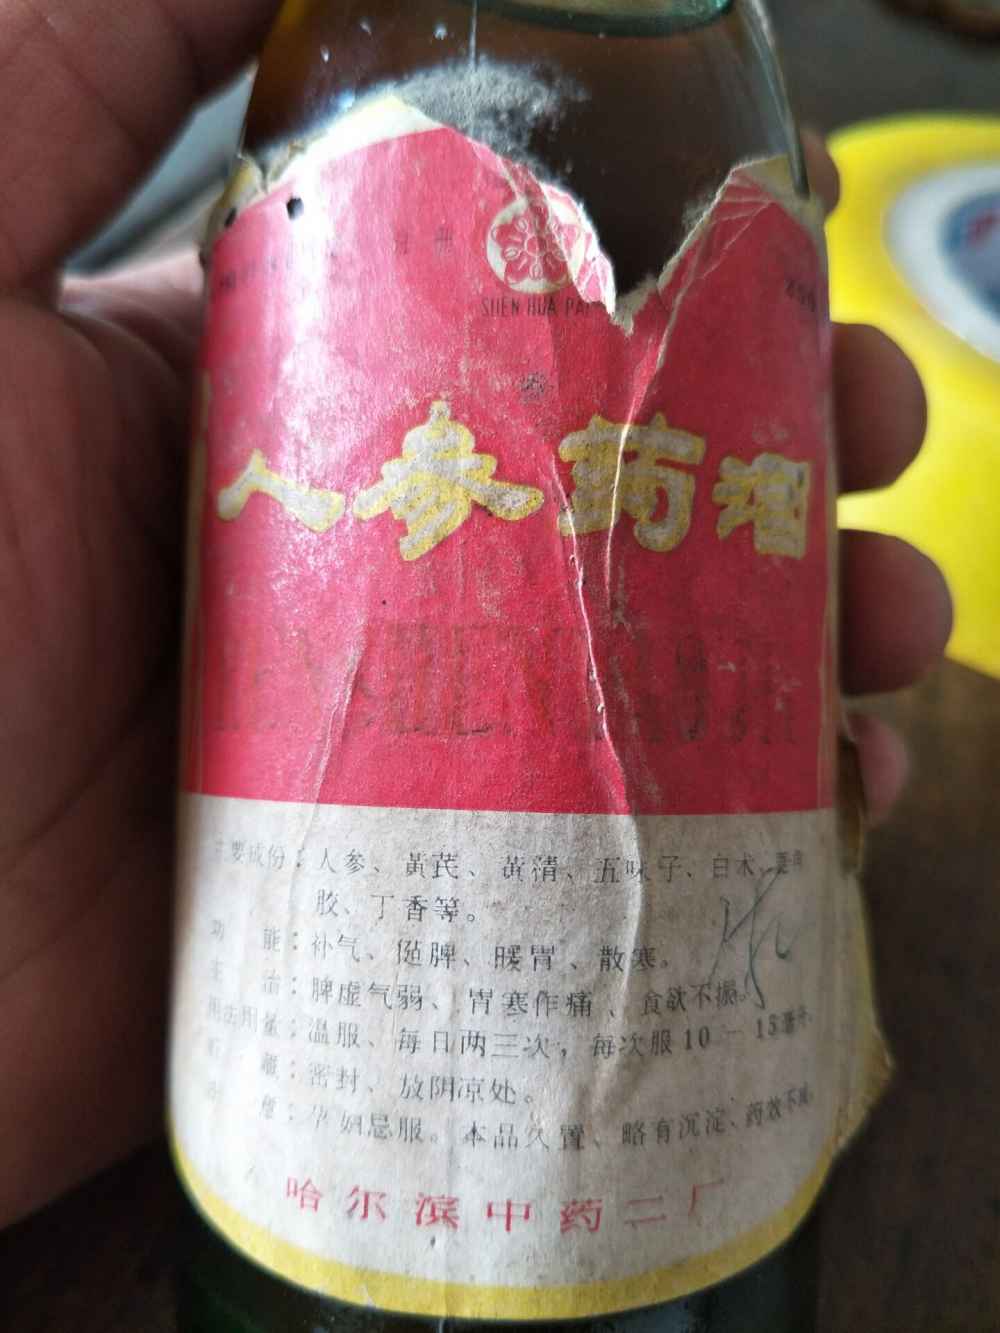 注册
SHEN HUA PAI
人参药酒
主要成份：人参、黄芪、黄精、五味子、白术、
胶、丁香等。
功能：补气、健脾、暖胃、散寒。
主治：脾虚气弱、胃寒作痛、食欲不振。
用法用量：温服、每日两三次，每次服10—15毫升。
贮藏：密封、放阴凉处。
孕妇忌服。本品久置、略有沉淀、药效不减。
哈尔滨中药二厂